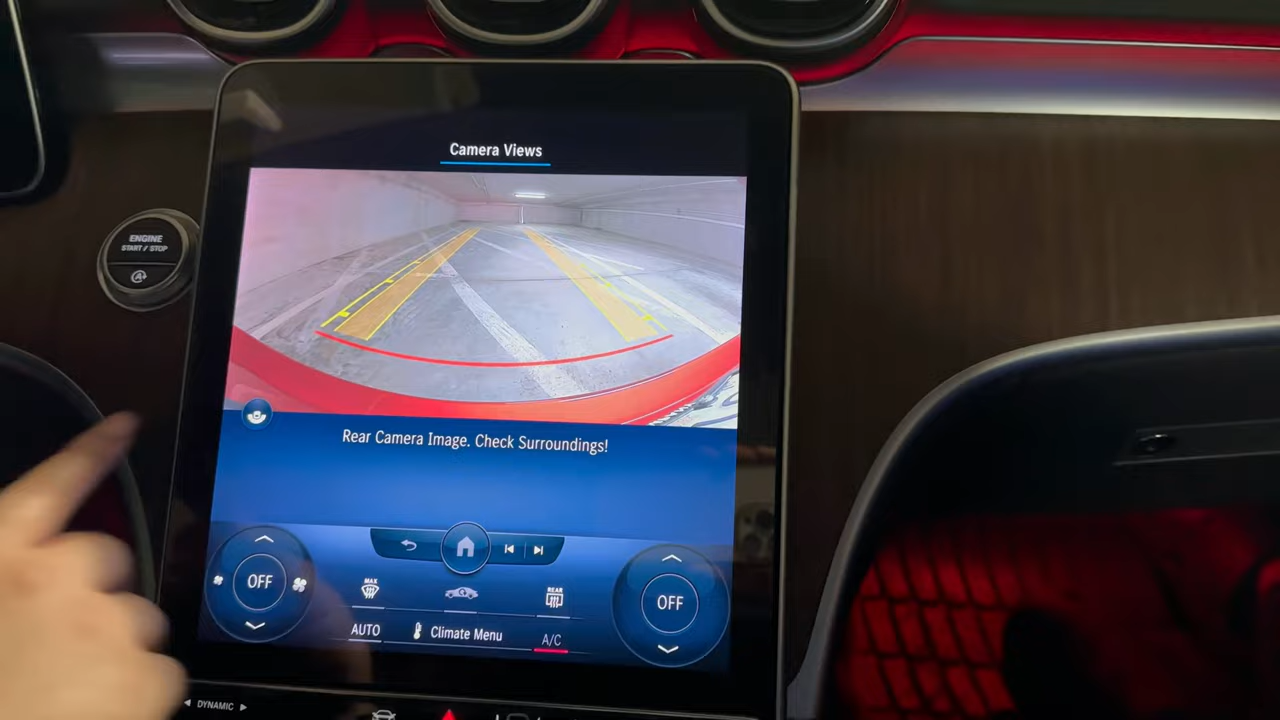 Camera Views
ENGINE
START // STOP
A
Rear Camera Image. Check Surroundings!
OFF
MAX
REAR
OFF
AUTO
Climate Menu
A/C
DYNAMIC